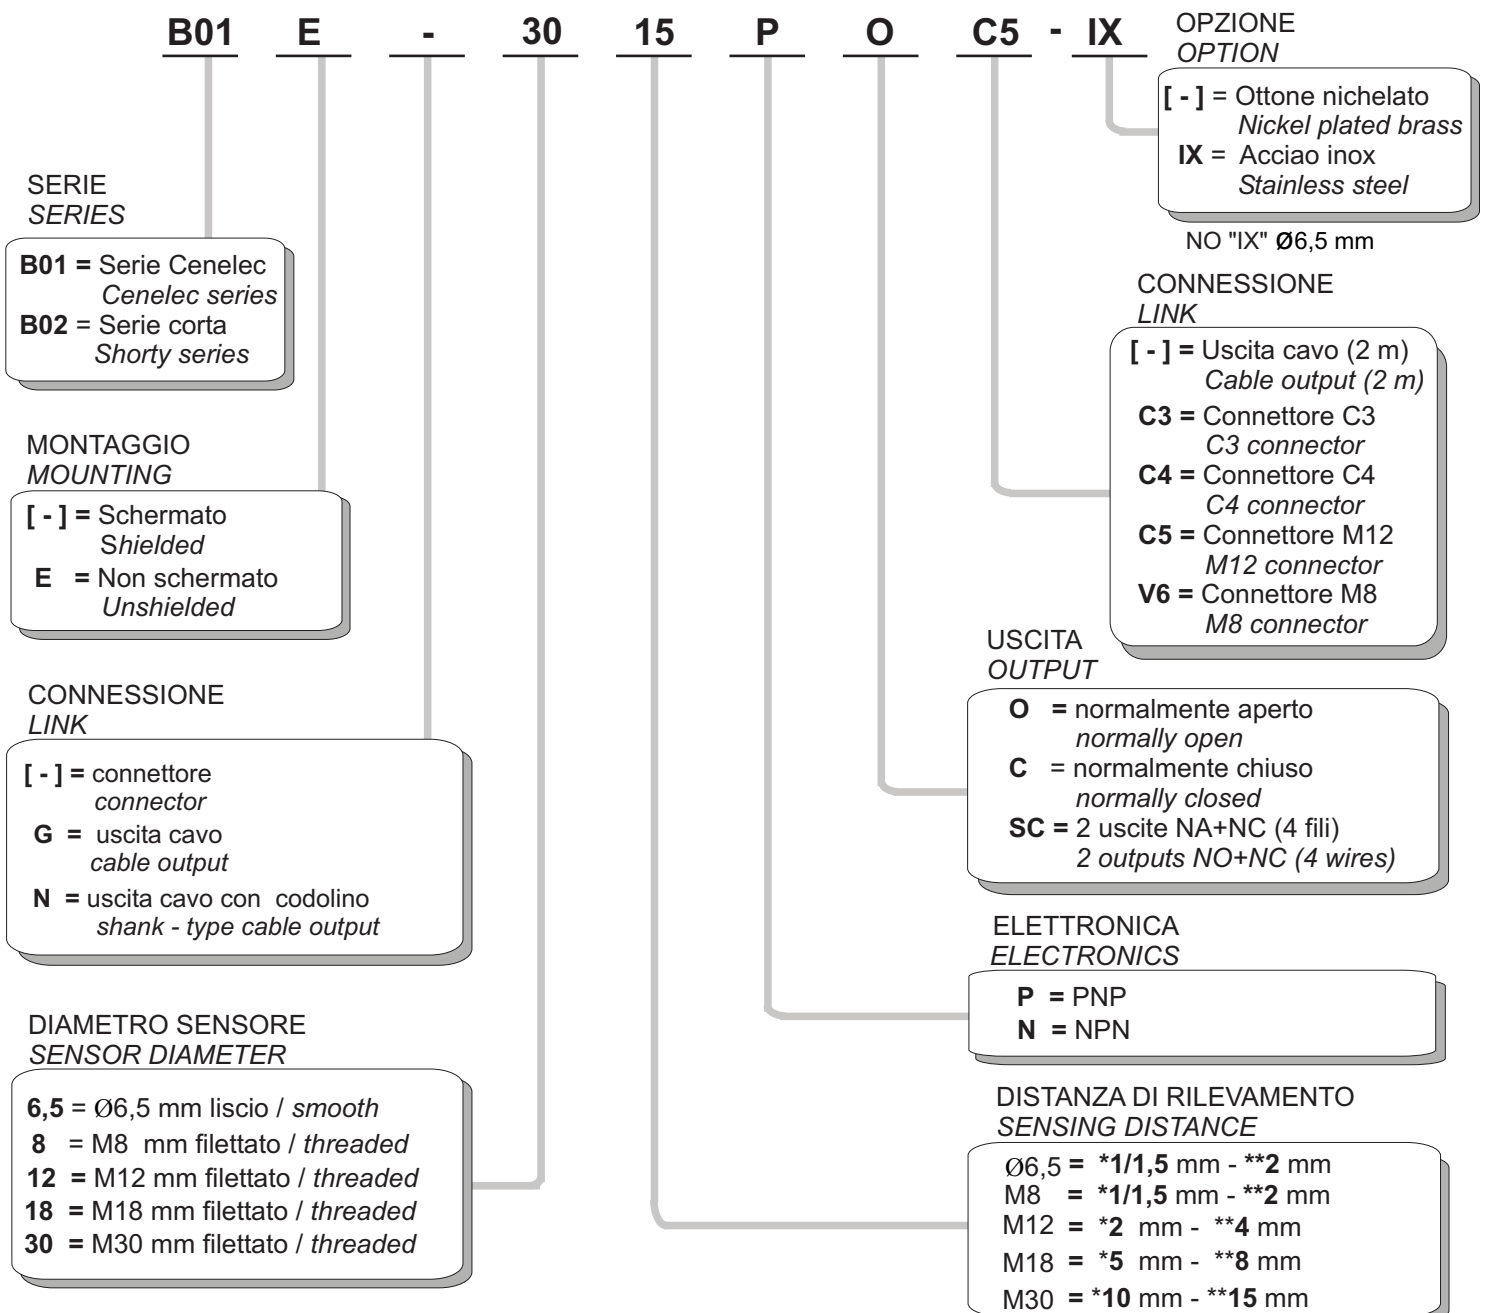 B01 E - 30 15 P O C5 - IX
OPZIONE
OPTION
[ - ] = Ottone nichelato
Nickel plated brass
IX = Acciao inox
Stainless steel
NO "IX" Ø6,5 mm
SERIE
SERIES
B01 = Serie Cenelec
Cenelec series
B02 = Serie corta
Shorty series
MONTAGGIO
MOUNTING
[ - ] = Schermato
Shielded
E = Non schermato
Unshielded
CONNESSIONE
LINK
[ - ] = connettore
connector
G = uscita cavo
cable output
N = uscita cavo con codolino
shank - type cable output
DIAMETRO SENSORE
SENSOR DIAMETER
6,5 = Ø6,5 mm liscio / smooth
8 = M8 mm filettato / threaded
12 = M12 mm filettato / threaded
18 = M18 mm filettato / threaded
30 = M30 mm filettato / threaded
CONNESSIONE
LINK
[ - ] = Uscita cavo (2 m)
Cable output (2 m)
C3 = Connettore C3
C3 connector
C4 = Connettore C4
C4 connector
C5 = Connettore M12
M12 connector
V6 = Connettore M8
M8 connector
USCITA
OUTPUT
O = normalmente aperto
normally open
C = normalmente chiuso
normally closed
SC = 2 uscite NA+NC (4 fili)
2 outputs NO+NC (4 wires)
ELETTRONICA
ELECTRONICS
P = PNP
N = NPN
DISTANZA DI RILEVAMENTO
SENSING DISTANCE
Ø6,5 = *1/1,5 mm - **2 mm
M8 = *1/1,5 mm - **2 mm
M12 = *2 mm - **4 mm
M18 = *5 mm - **8 mm
M30 = *10 mm - **15 mm